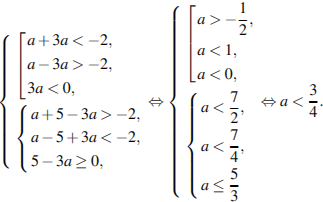 { [ a + 3a < −2,
a − 3a > −2,
3a < 0,
{ a + 5 − 3a > −2,
a − 5 + 3a < −2,
5 − 3a ≥ 0,
⇔
{ [ a > −1/2,
a < 1,
a < 0,
{ a < 7/2,
a < 7/4,
a ≤ 5/3
⇔ a < 3/4.